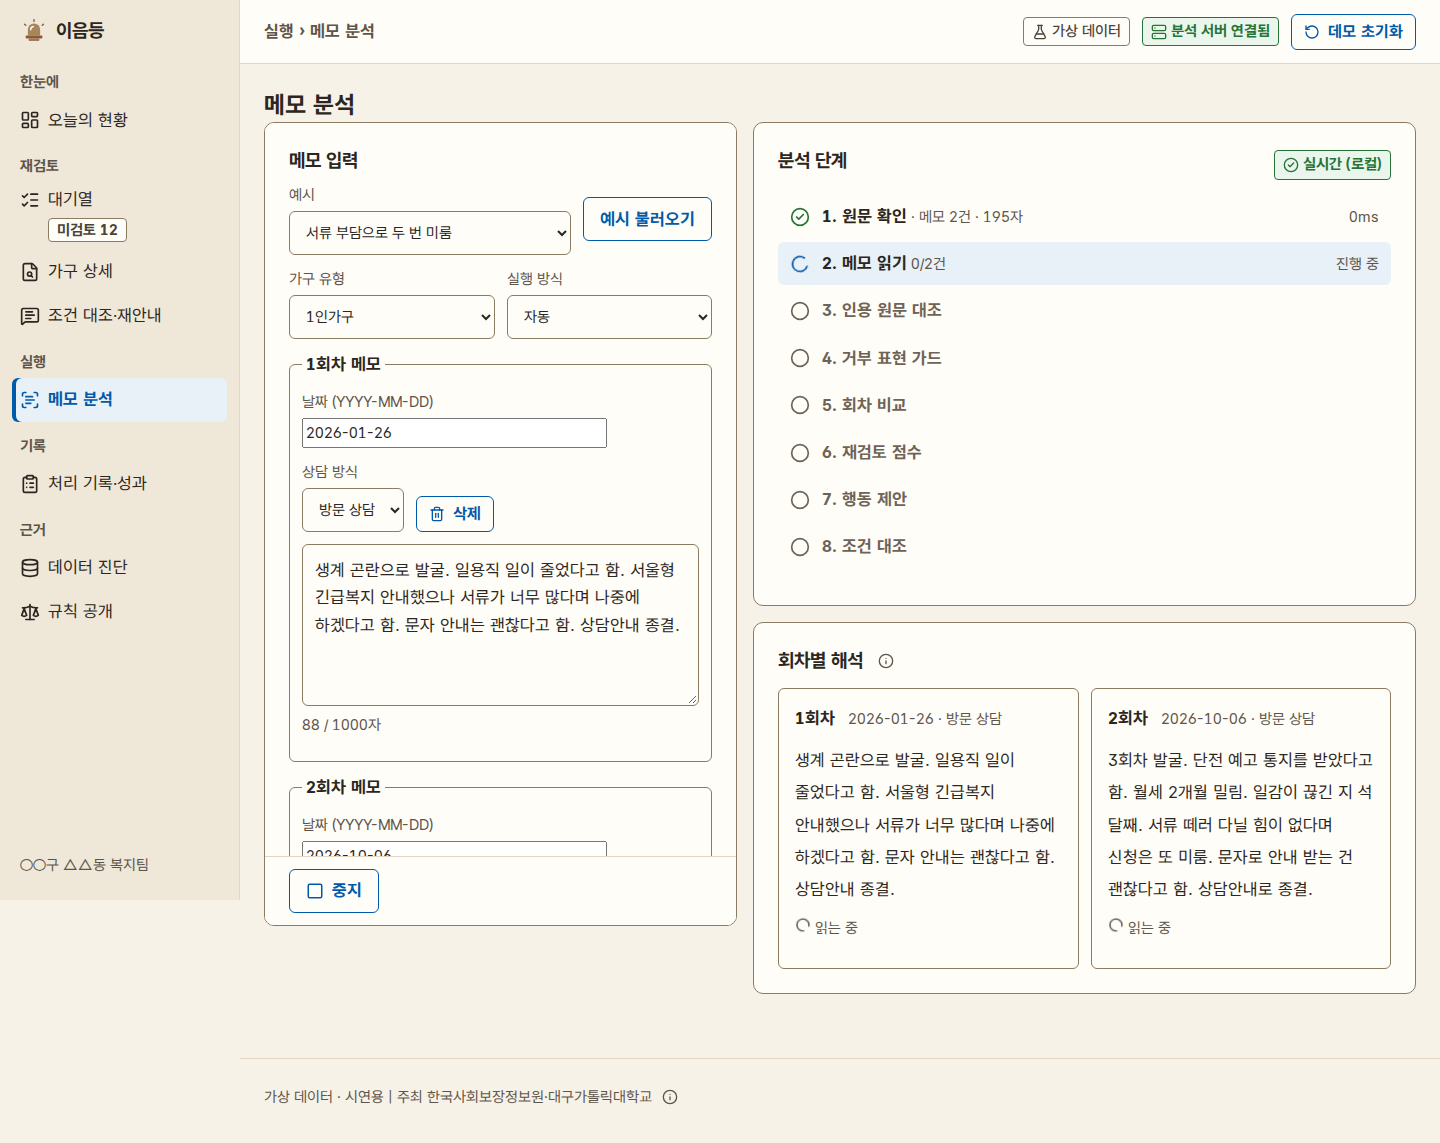 이음등
한눈에
오늘의 현황
재검토
대기열
미검토 12
가구 상세
조건 대조·재안내
실행
메모 분석
기록
처리 기록·성과
근거
데이터 진단
규칙 공개
○○구 △△동 복지팀
실행 › 메모 분석
가상 데이터
분석 서버 연결됨
데모 초기화
메모 분석
메모 입력
예시
서류 부담으로 두 번 미룸
예시 불러오기
가구 유형
실행 방식
1인가구
자동
1회차 메모
날짜 (YYYY-MM-DD)
2026-01-26
상담 방식
방문 상담
삭제
생계 곤란으로 발굴. 일용직 일이 줄었다고 함. 서울형
긴급복지 안내했으나 서류가 너무 많다며 나중에
하겠다고 함. 문자 안내는 괜찮다고 함. 상담안내 종결.
88 / 1000자
2회차 메모
날짜 (YYYY-MM-DD)
2026-10-06
중지
분석 단계
실시간 (로컬)
1. 원문 확인 · 메모 2건 · 195자
0ms
2. 메모 읽기 0/2건
진행 중
3. 인용 원문 대조
4. 거부 표현 가드
5. 회차 비교
6. 재검토 점수
7. 행동 제안
8. 조건 대조
회차별 해석
1회차 2026-01-26 · 방문 상담
생계 곤란으로 발굴. 일용직 일이
줄었다고 함. 서울형 긴급복지
안내했으나 서류가 너무 많다며 나중에
하겠다고 함. 문자 안내는 괜찮다고 함.
상담안내 종결.
읽는 중
2회차 2026-10-06 · 방문 상담
3회차 발굴. 단전 예고 통지를 받았다고
함. 월세 2개월 밀림. 일감이 끊긴 지 석
달째. 서류 떼러 다닐 힘이 없다며
신청은 또 미룸. 문자로 안내 받는 건
괜찮다고 함. 상담안내로 종결.
읽는 중
가상 데이터 · 시연용 | 주최 한국사회보장정보원·대구가톨릭대학교